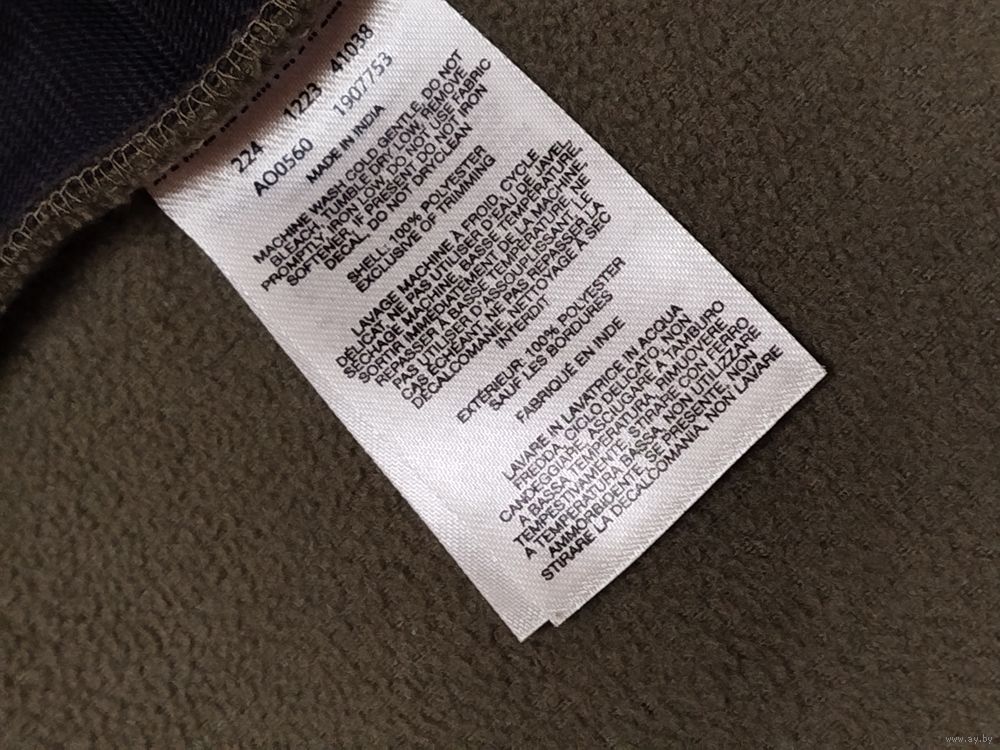 224 1223 41038
AO0560 1907753
MADE IN INDIA
MACHINE WASH COLD, GENTLE, DO NOT
BLEACH, TUMBLE DRY LOW, REMOVE
PROMPTLY, IRON LOW, DO NOT USE FABRIC
SOFTENER, IF PRESENT DO NOT IRON
DECAL, DO NOT DRYCLEAN
SHELL: 100% POLYESTER
EXCLUSIVE OF TRIMMING
LAVAGE MACHINE À FROID, CYCLE
DÉLICAT, NE PAS UTILISER D'EAU DE JAVEL,
SECHAGE MACHINE, BASSE TEMPÉRATURE,
SORTIR IMMÉDIATEMENT DE LA MACHINE,
REPASSER À BASSE TEMPÉRATURE, NE
PAS UTILISER D'ASSOUPLISSANT, LE
CAS ÉCHÉANT, NE PAS REPASSER LA
DÉCALCOMANIE, NETTOYAGE À SEC
INTERDIT
EXTÉRIEUR: 100% POLYESTER
SAUF LES BORDURES
FABRIQUÉ EN INDE
LAVARE IN LAVATRICE IN ACQUA
FREDDA, CICLO DELICATO, NON
CANDEGGIARE, ASCIUGARE A TAMBURO
A BASSA TEMPERATURA, RIMUOVERE
TEMPESTIVAMENTE, STIRARE CON FERRO
A TEMPERATURA BASSA, NON UTILIZZARE
AMMORBIDENTE, SE PRESENTE, NON
STIRARE LA DECALCOMANIA, NON LAVARE
www.ay.by